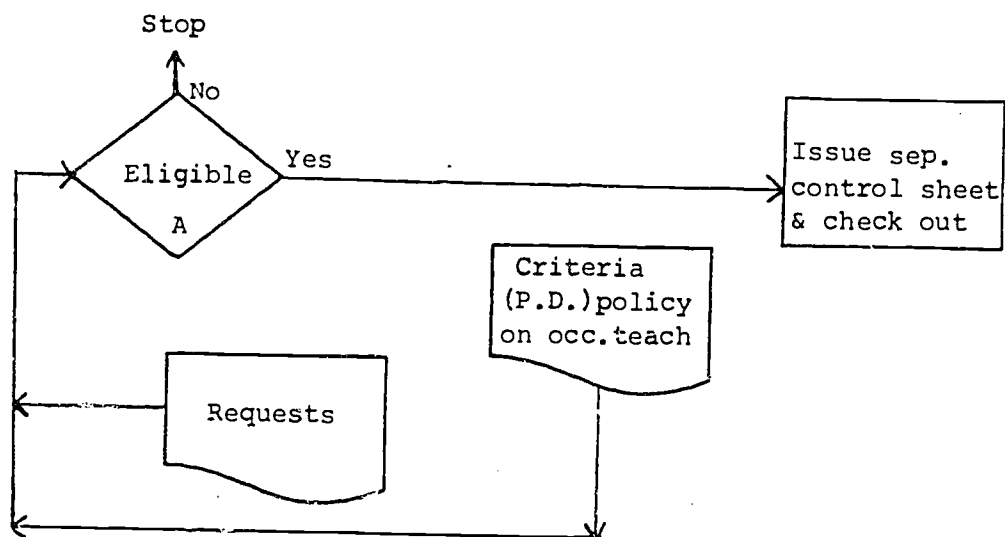 Stop
No
Eligible
A
Yes
Issue sep.
control sheet
& check out
Criteria
(P.D.)policy
on occ.teach
Requests